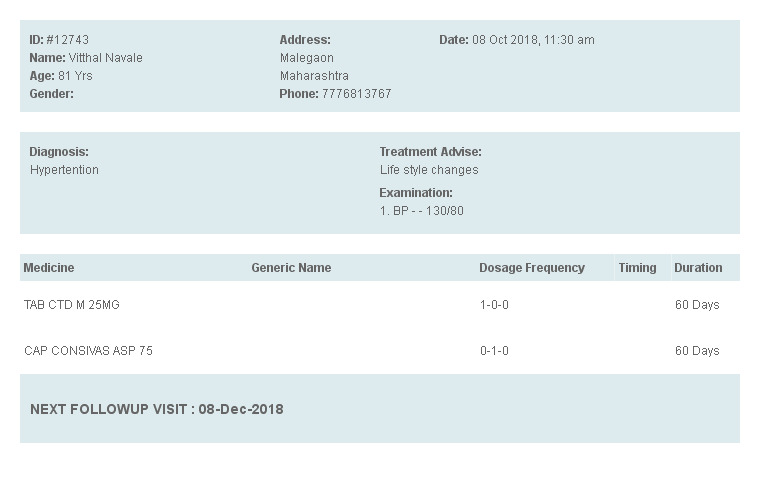 ID: #12743
Name: Vitthal Navale
Age: 81 Yrs
Gender:
Address:
Malegaon
Maharashtra
Phone: 7776813767
Date: 08 Oct 2018, 11:30 am
Diagnosis:
Hypertention
Treatment Advise:
Life style changes
Examination:
1. BP - - 130/80
Medicine Generic Name Dosage Frequency Timing Duration
TAB CTD M 25MG 1-0-0 60 Days
CAP CONSIVAS ASP 75 0-1-0 60 Days
NEXT FOLLOWUP VISIT : 08-Dec-2018